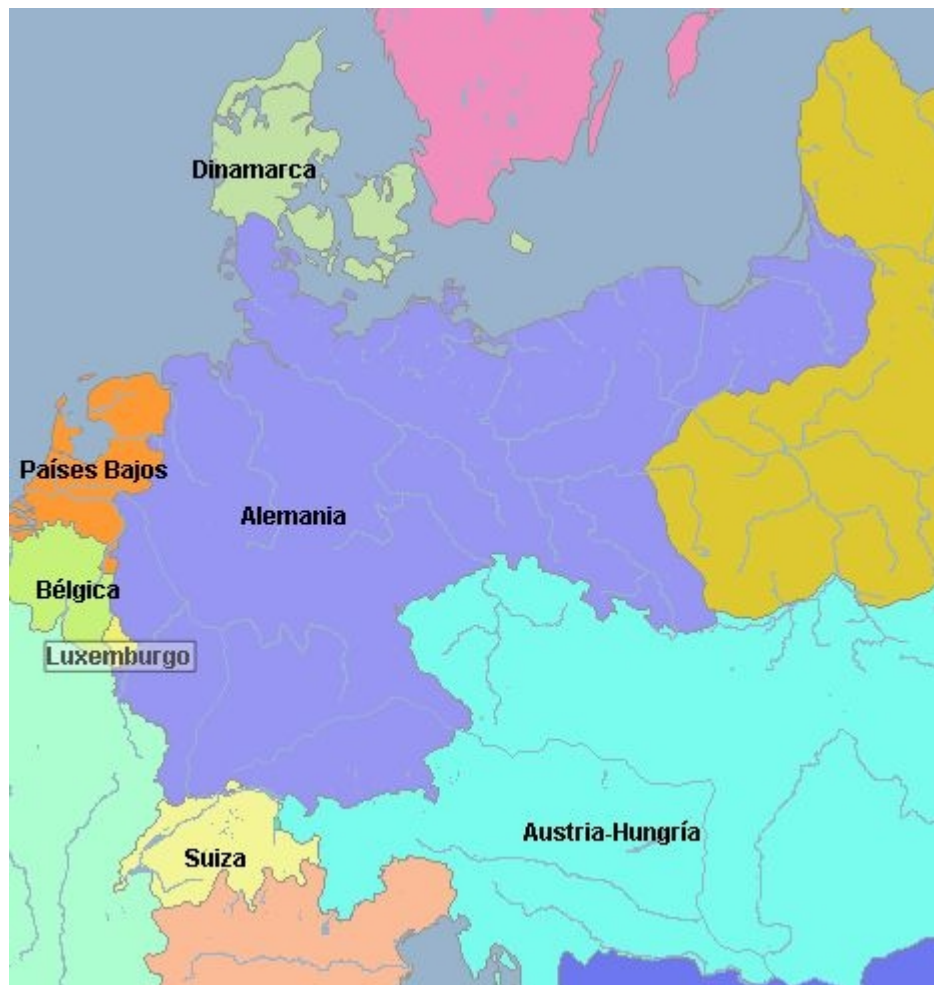 Dinamarca
Países Bajos
Alemania
Bélgica
Luxemburgo
Austria-Hungría
Suiza